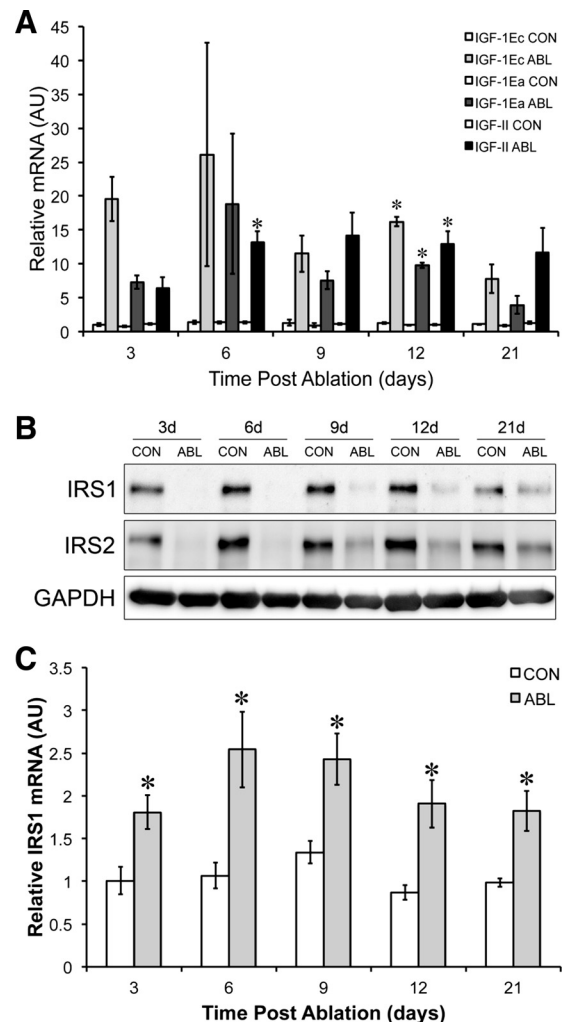 A
Relative mRNA (AU)
45
40
35
30
25
20
15
10
5
0
IGF-1Ec CON
IGF-1Ec ABL
IGF-1Ea CON
IGF-1Ea ABL
IGF-II CON
IGF-II ABL
*
* * *
3 6 9 12 21
Time Post Ablation (days)
B
3d 6d 9d 12d 21d
CON ABL CON ABL CON ABL CON ABL CON ABL
IRS1
IRS2
GAPDH
C
Relative IRS1 mRNA (AU)
3.5
3
2.5
2
1.5
1
0.5
0
CON
ABL
* * * * *
3 6 9 12 21
Time Post Ablation (days)